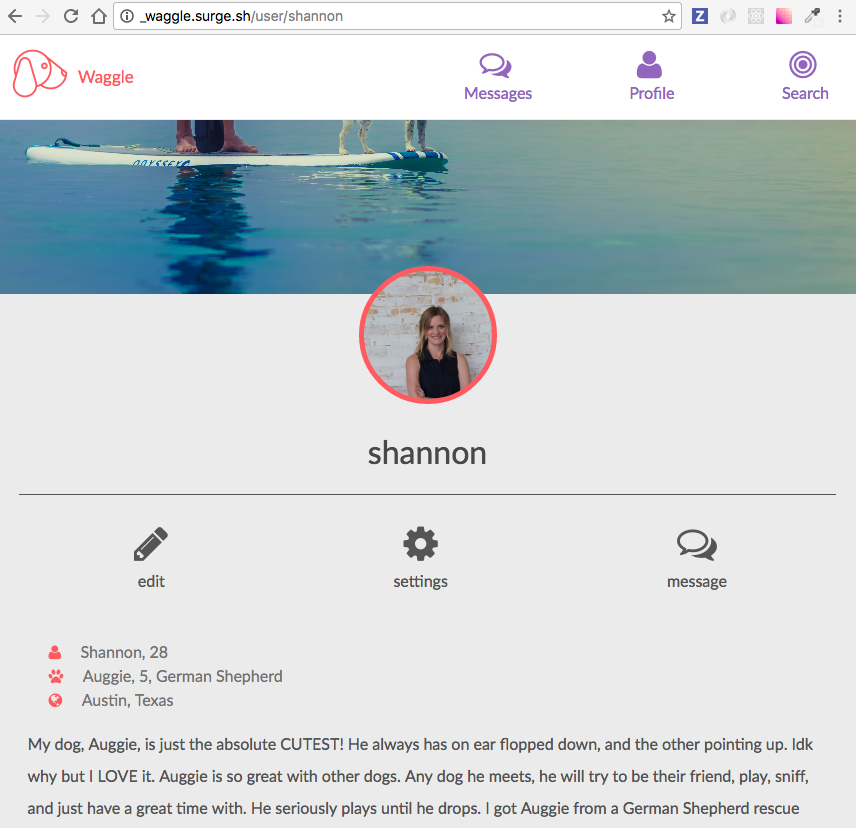 _waggle.surge.sh/user/shannon
Z
Waggle
Messages
Profile
Search
ODYSSEY
shannon
edit
settings
message
Shannon, 28
Auggie, 5, German Shepherd
Austin, Texas
My dog, Auggie, is just the absolute CUTEST! He always has on ear flopped down, and the other pointing up. Idk
why but I LOVE it. Auggie is so great with other dogs. Any dog he meets, he will try to be their friend, play, sniff,
and just have a great time with. He seriously plays until he drops. I got Auggie from a German Shepherd rescue